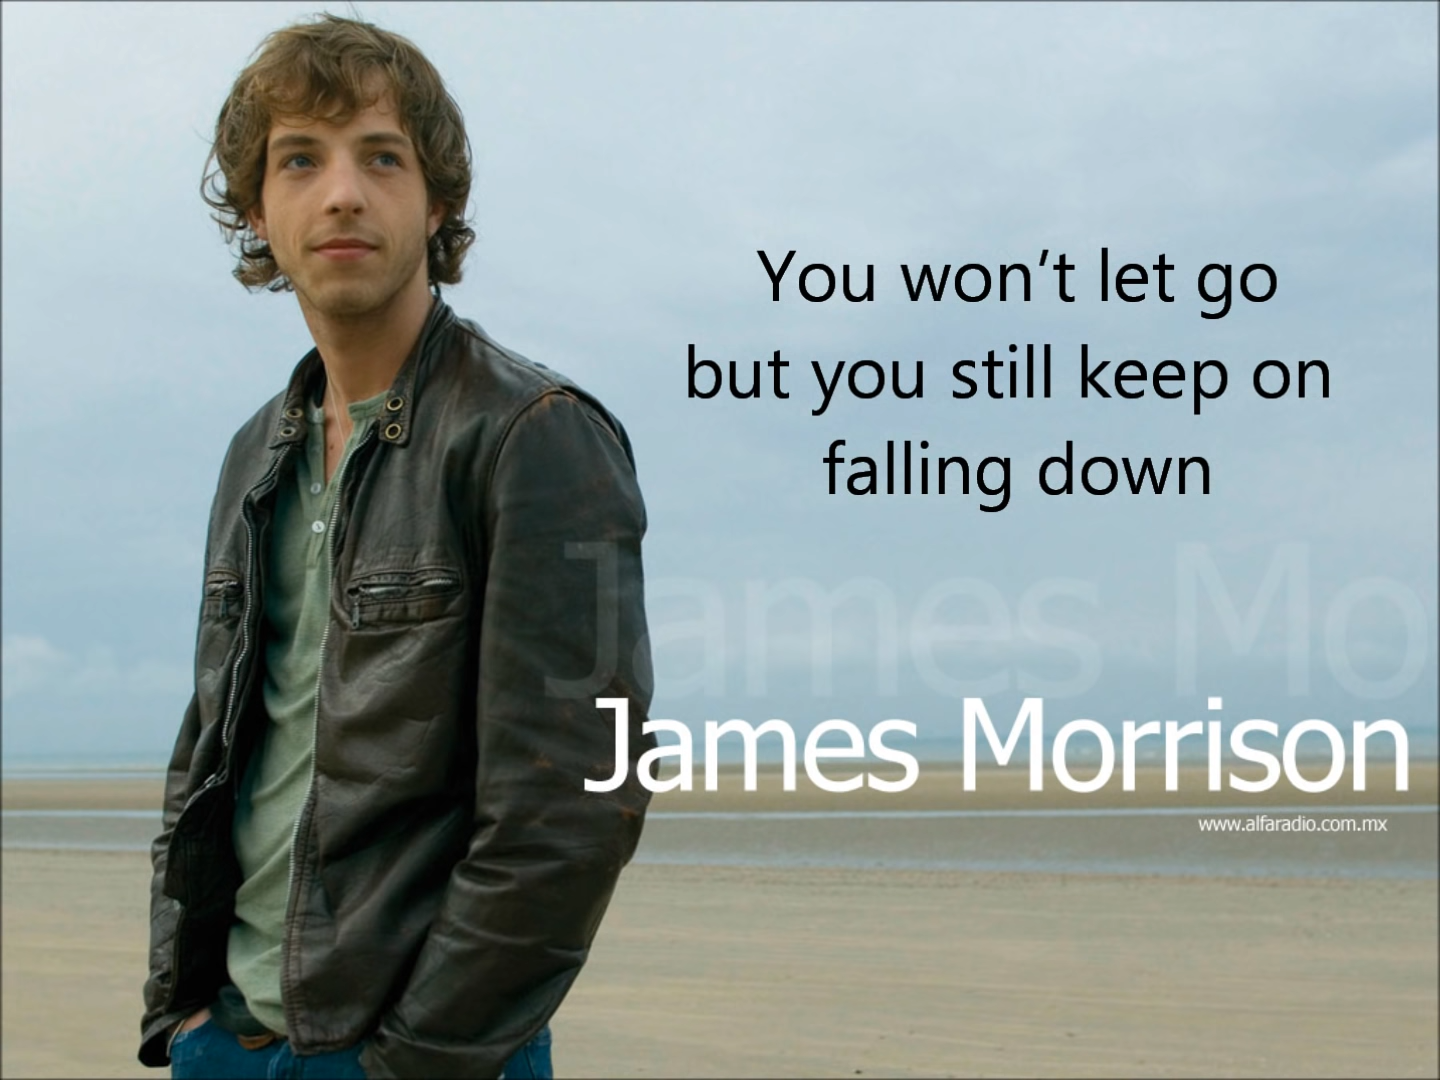 You won’t let go
but you still keep on
falling down
James Mo
James Morrison
www.alfaradio.com.mx